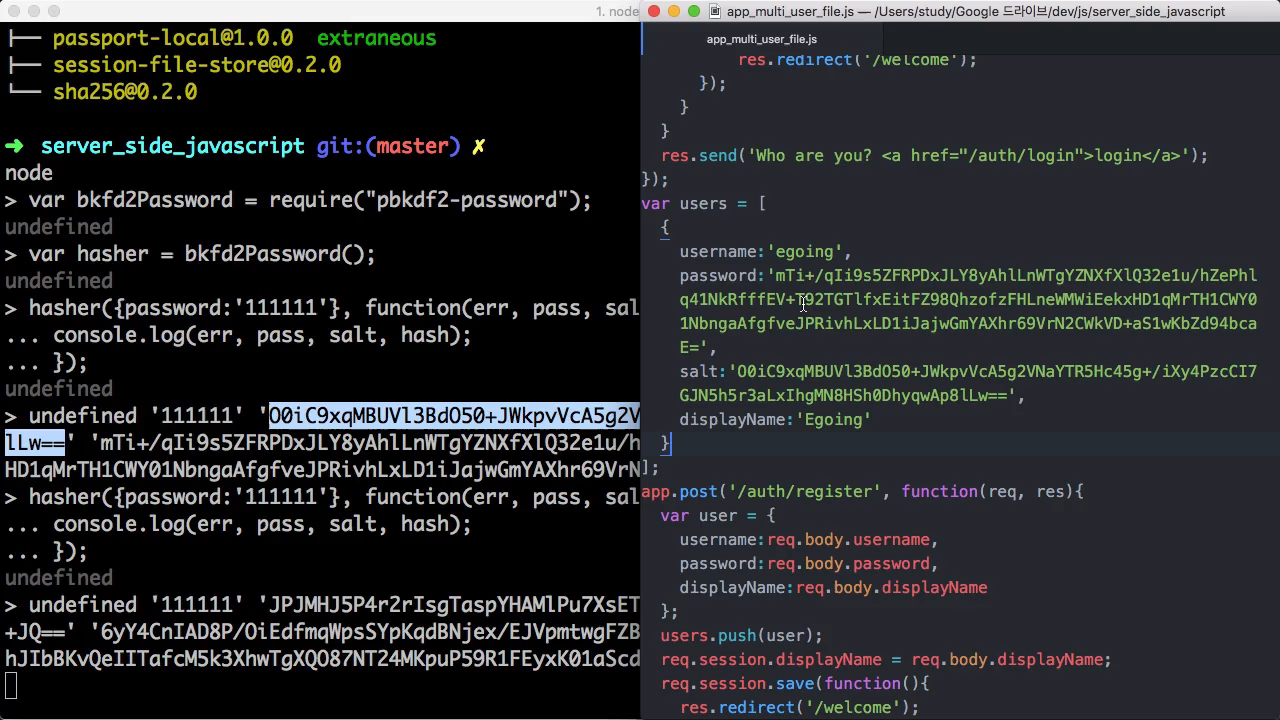 1. node
├── passport-local@1.0.0  extraneous
├── session-file-store@0.2.0
└── sha256@0.2.0
➜  server_side_javascript git:(master) ✗
node
> var bkfd2Password = require("pbkdf2-password");
undefined
> var hasher = bkfd2Password();
undefined
> hasher({password:'111111'}, function(err, pass, sal
... console.log(err, pass, salt, hash);
... });
undefined
> undefined '111111' 'O0iC9xqMBUVl3BdO50+JWkpvVcA5g2V
lLw==' 'mTi+/qIi9s5ZFRPDxJLY8yAhlLnWTgYZNXfXlQ32e1u/h
HD1qMrTH1CWY01NbngaAfgfveJPRivhLxLD1iJajwGmYAXhr69VrN
> hasher({password:'111111'}, function(err, pass, sal
... console.log(err, pass, salt, hash);
... });
undefined
> undefined '111111' 'JPJMHJ5P4r2rIsgTaspYHAMlPu7XsET
+JQ==' '6yY4CnIAD8P/OiEdfmqWpsSYpKqdBNjex/EJVpmtwgFZB
hJIbBKvQeIITafcM5k3XhwTgXQO87NT24MKpuP59R1FEyxK01aScd
app_multi_user_file.js — /Users/study/Google 드라이브/dev/js/server_side_javascript
app_multi_user_file.js
res.redirect('/welcome');
});
}
}
res.send('Who are you? <a href="/auth/login">login</a>');
});
var users = [
{
username:'egoing',
password:'mTi+/qIi9s5ZFRPDxJLY8yAhlLnWTgYZNXfXlQ32e1u/hZePhl
q41NkRfffEV+T92TGTlfxEitFZ98QhzofzFHLneWMWiEekxHD1qMrTH1CWY0
1NbngaAfgfveJPRivhLxLD1iJajwGmYAXhr69VrN2CWkVD+aS1wKbZd94bca
E=',
salt:'O0iC9xqMBUVl3BdO50+JWkpvVcA5g2VNaYTR5Hc45g+/iXy4PzcCI7
GJN5h5r3aLxIhgMN8HSh0DhyqwAp8lLw==',
displayName:'Egoing'
}
];
app.post('/auth/register', function(req, res){
var user = {
username:req.body.username,
password:req.body.password,
displayName:req.body.displayName
};
users.push(user);
req.session.displayName = req.body.displayName;
req.session.save(function(){
res.redirect('/welcome');